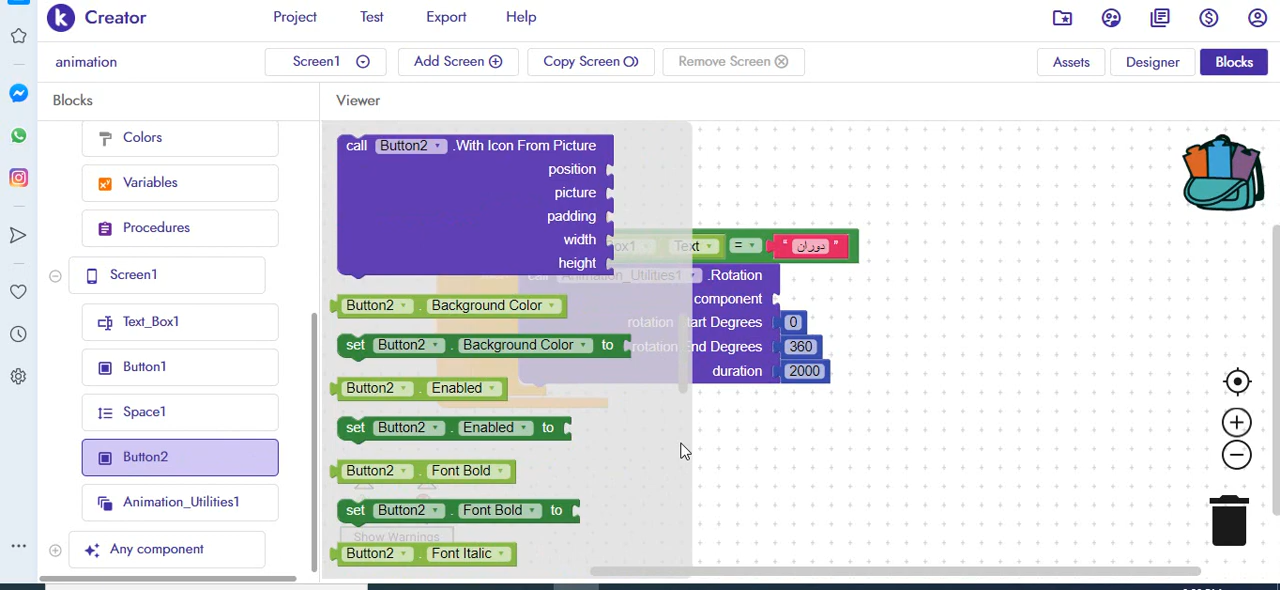 Creator
Project
Test
Export
Help
animation
Screen1
Add Screen
Copy Screen
Remove Screen
Assets
Designer
Blocks
Blocks
Viewer
Colors
Variables
Procedures
Screen1
Text_Box1
Button1
Space1
Button2
Animation_Utilities1
Any component
call Button2 .With Icon From Picture
position
picture
padding
width
height
Button2 . Background Color
set Button2 . Background Color to
Button2 . Enabled
set Button2 . Enabled to
Button2 . Font Bold
set Button2 . Font Bold to
Show Warnings
Button2 . Font Italic
Text = " دوران "
Animation_Utilities1 .Rotation
component
rotation Start Degrees 0
rotation End Degrees 360
duration 2000